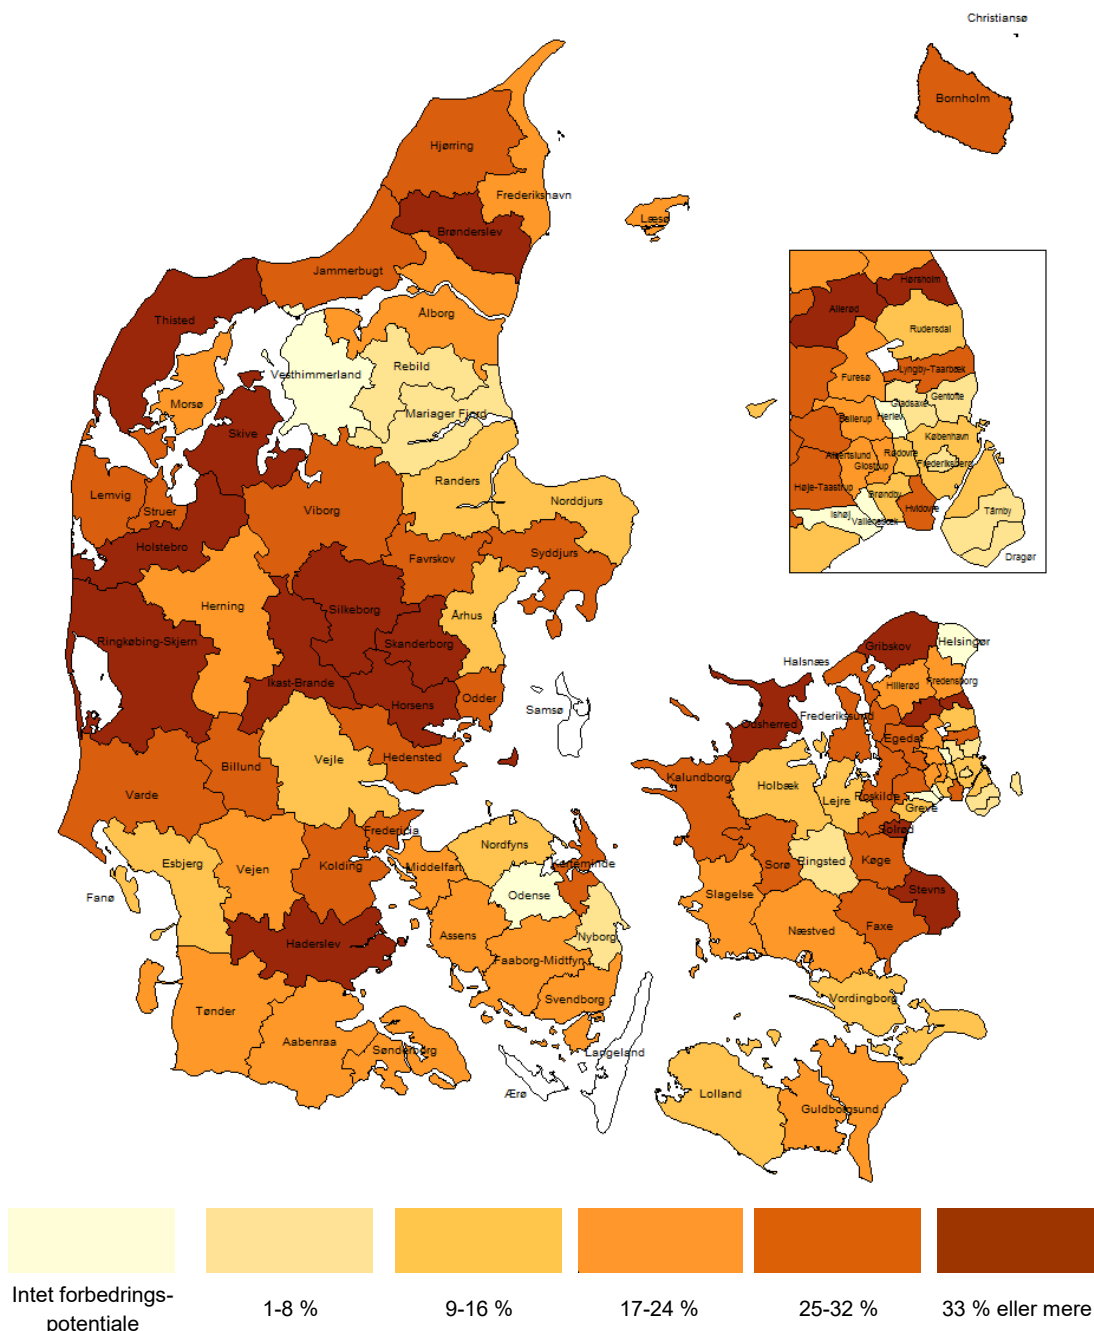 Christiansø
Bornholm
Hjørring
Frederikshavn
Læsø
Brønderslev
Jammerbugt
Thisted
Ålborg
Vesthimmerland
Rebild
Morsø
Mariager Fjord
Skive
Randers
Norddjurs
Lemvig
Struer
Viborg
Holstebro
Favrskov
Syddjurs
Herning
Silkeborg
Århus
Ringkøbing-Skjern
Skanderborg
Ikast-Brande
Horsens
Odder
Samsø
Billund
Vejle
Hedensted
Varde
Fredericia
Esbjerg
Vejen
Kolding
Fanø
Haderslev
Tønder
Aabenraa
Sønderborg
Middelfart
Nordfyns
Kerteminde
Odense
Assens
Nyborg
Faaborg-Midtfyn
Svendborg
Langeland
Ærø
Hørsholm
Allerød
Rudersdal
Lyngby-Taarbæk
Furesø
Gentofte
Gladsaxe
Herlev
Ballerup
København
Rødovre
Frederiksberg
Albertslund
Glostrup
Høje-Taastrup
Brøndby
Hvidovre
Ishøj
Vallensbæk
Tårnby
Dragør
Helsingør
Gribskov
Halsnæs
Fredensborg
Hillerød
Frederikssund
Odsherred
Egedal
Kalundborg
Holbæk
Lejre
Roskilde
Greve
Solrød
Sorø
Ringsted
Køge
Slagelse
Stevns
Næstved
Faxe
Vordingborg
Lolland
Guldborgsund
Intet forbedrings-
potentiale
1-8 %
9-16 %
17-24 %
25-32 %
33 % eller mere